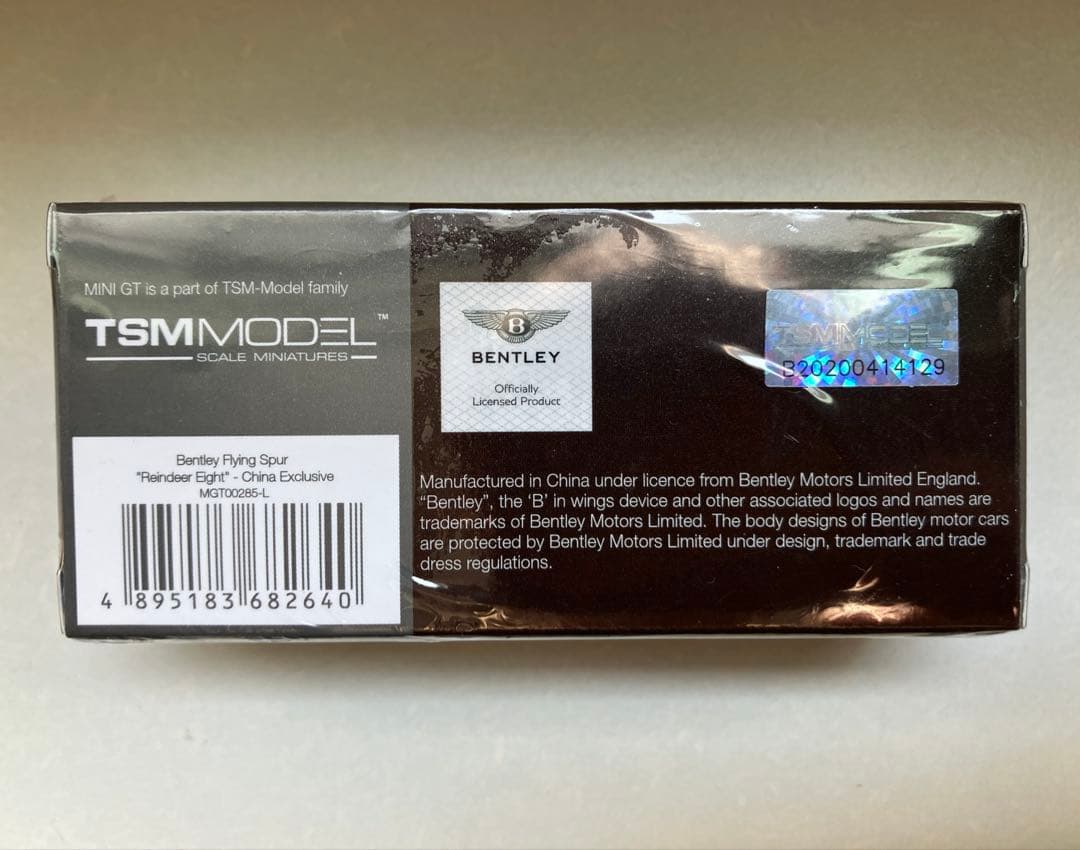 MINI GT is a part of TSM-Model family
TSMMODEL™
SCALE MINIATURES
BENTLEY
Officially
Licensed Product
TSMMODEL
B20200414129
Bentley Flying Spur
"Reindeer Eight" - China Exclusive
MGT00285-L
4 895183 682640
Manufactured in China under licence from Bentley Motors Limited England.
“Bentley”, the ‘B’ in wings device and other associated logos and names are
trademarks of Bentley Motors Limited. The body designs of Bentley motor cars
are protected by Bentley Motors Limited under design, trademark and trade
dress regulations.